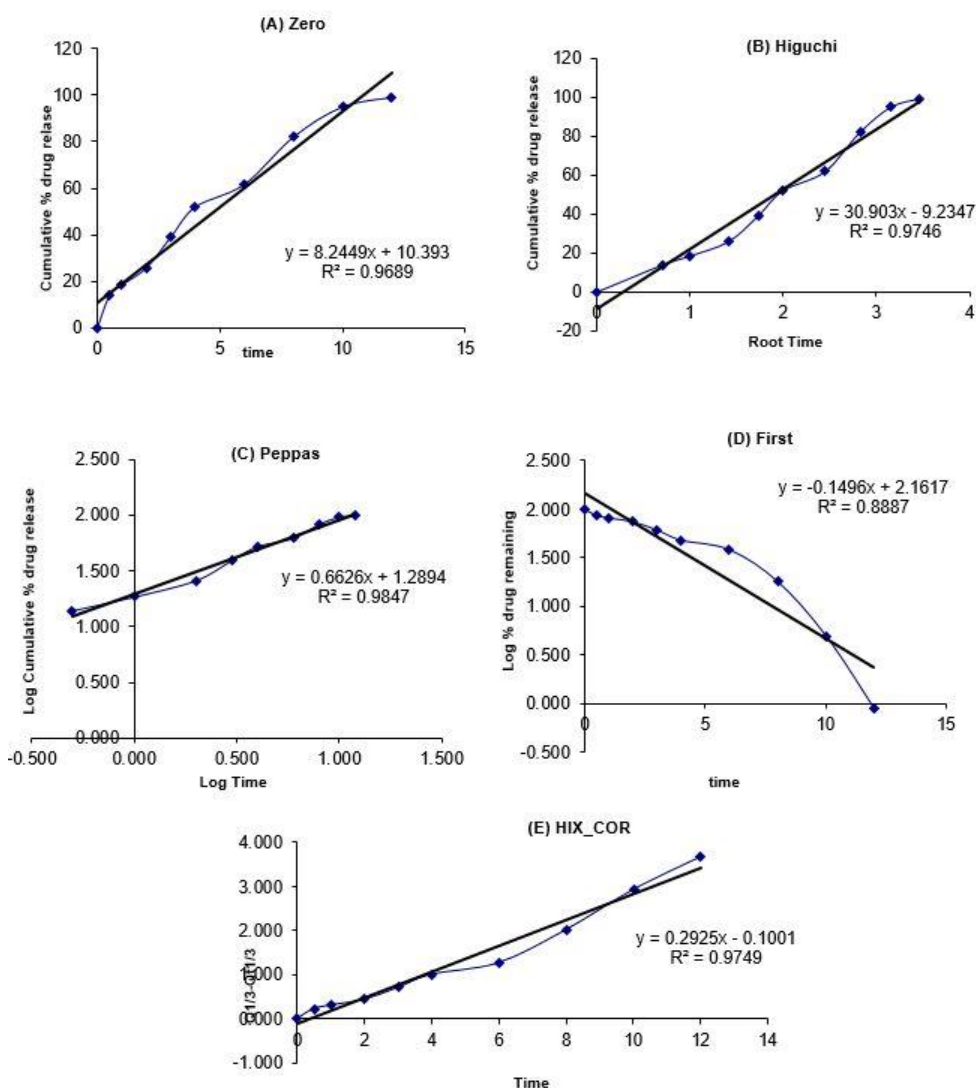 (A) Zero
120
100
80
60
40
20
0
0
5
10
15
Cumulative % drug relase
time
y = 8.2449x + 10.393
R² = 0.9689
(B) Higuchi
120
100
80
60
40
20
0
-20
0
1
2
3
4
Cumulative % drug release
Root Time
y = 30.903x - 9.2347
R² = 0.9746
(C) Peppas
2.500
2.000
1.500
1.000
0.500
0.000
-0.500
0.000
0.500
1.000
1.500
Log Cumulative % drug release
Log Time
y = 0.6626x + 1.2894
R² = 0.9847
(D) First
2.500
2.000
1.500
1.000
0.500
0.000
-0.500
0
5
10
15
Log % drug remaining
time
y = -0.1496x + 2.1617
R² = 0.8887
(E) HIX_COR
4.000
3.000
2.000
1.000
0.000
-1.000
0
2
4
6
8
10
12
14
Time
y = 0.2925x - 0.1001
R² = 0.9749